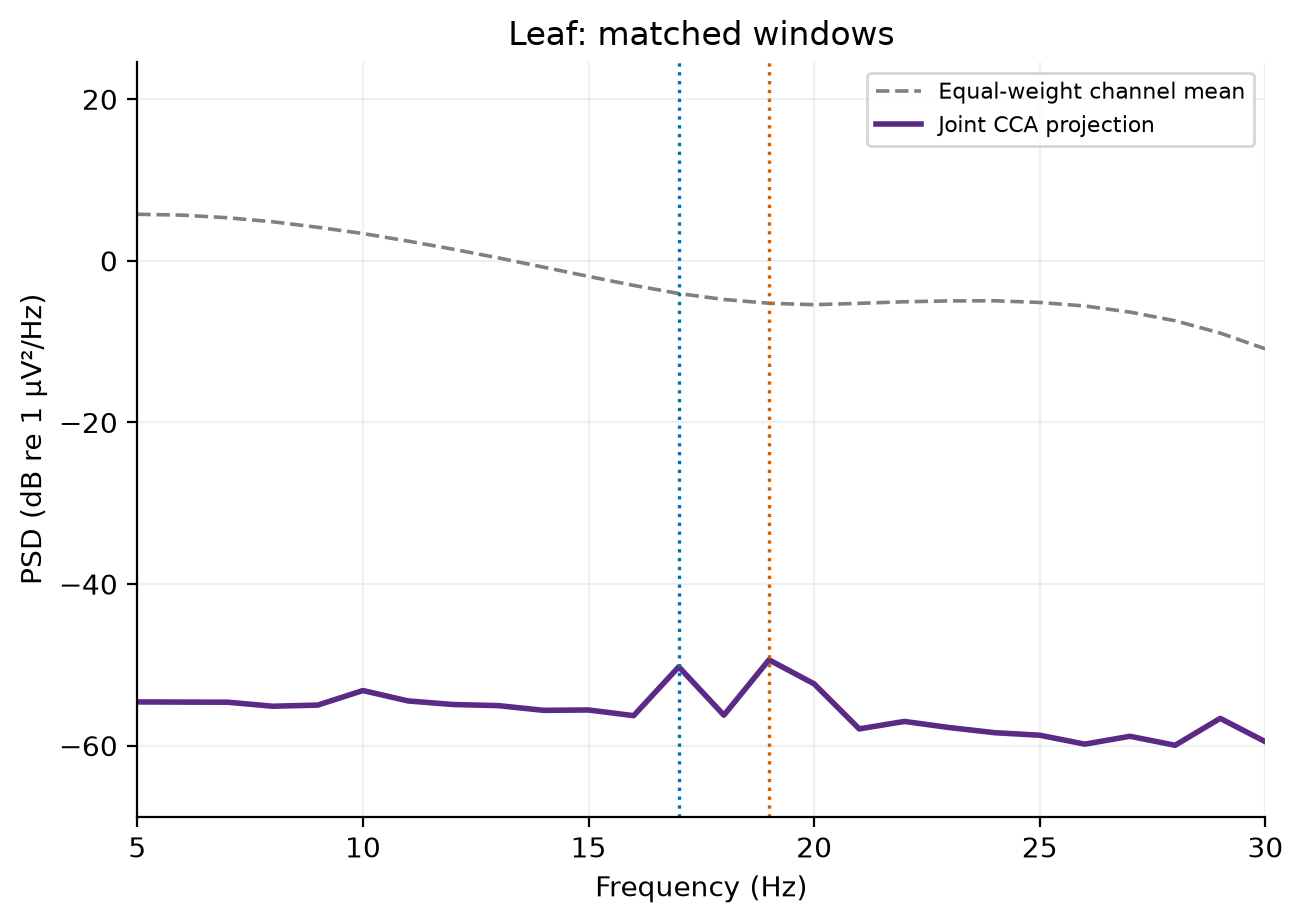 Leaf: matched windows
Equal-weight channel mean
Joint CCA projection
PSD (dB re 1 µV²/Hz)
20
0
−20
−40
−60
5
10
15
20
25
30
Frequency (Hz)